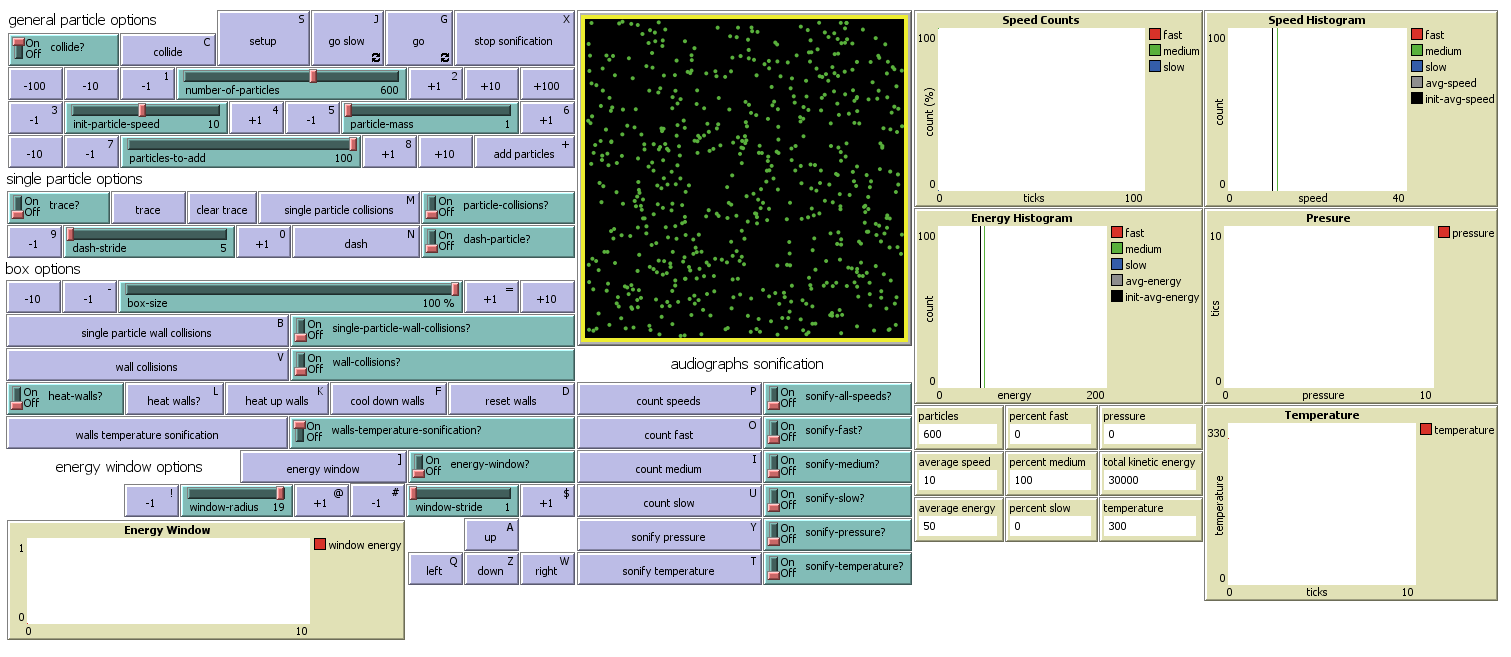 general particle options
On
Off
collide?
C
collide
S
setup
J
go slow
G
go
X
stop sonification
-100
-10
1
-1
number-of-particles 600
2
+1
+10
+100
3
-1
init-particle-speed 10
4
+1
5
-1
particle-mass 1
6
+1
-10
7
-1
particles-to-add 100
8
+1
+10
+
add particles
single particle options
On
Off
trace?
trace
clear trace
M
single particle collisions
On
Off
particle-collisions?
9
-1
dash-stride 5
0
+1
N
dash
On
Off
dash-particle?
box options
-10
-
-1
box-size 100 %
=
+1
+10
B
single particle wall collisions
On
Off
single-particle-wall-collisions?
V
wall collisions
On
Off
wall-collisions?
On
Off
heat-walls?
L
heat walls?
K
heat up walls
F
cool down walls
D
reset walls
walls temperature sonification
On
Off
walls-temperature-sonification?
energy window options
]
energy window
On
Off
energy-window?
!
-1
window-radius 19
@
+1
#
-1
window-stride 1
$
+1
Energy Window
1
0
0
10
window energy
A
up
Q
left
Z
down
W
right
audiographs sonification
P
count speeds
On
Off
sonify-all-speeds?
O
count fast
On
Off
sonify-fast?
I
count medium
On
Off
sonify-medium?
U
count slow
On
Off
sonify-slow?
Y
sonify pressure
On
Off
sonify-pressure?
T
sonify temperature
On
Off
sonify-temperature?
Speed Counts
100
count (%)
0
0
ticks
100
fast
medium
slow
Speed Histogram
100
count
0
0
speed
40
fast
medium
slow
avg-speed
init-avg-speed
Energy Histogram
100
count
0
0
energy
200
fast
medium
slow
avg-energy
init-avg-energy
Presure
10
tics
0
0
pressure
10
pressure
particles
600
percent fast
0
pressure
0
average speed
10
percent medium
100
total kinetic energy
30000
average energy
50
percent slow
0
temperature
300
Temperature
330
temperature
0
0
ticks
10
temperature